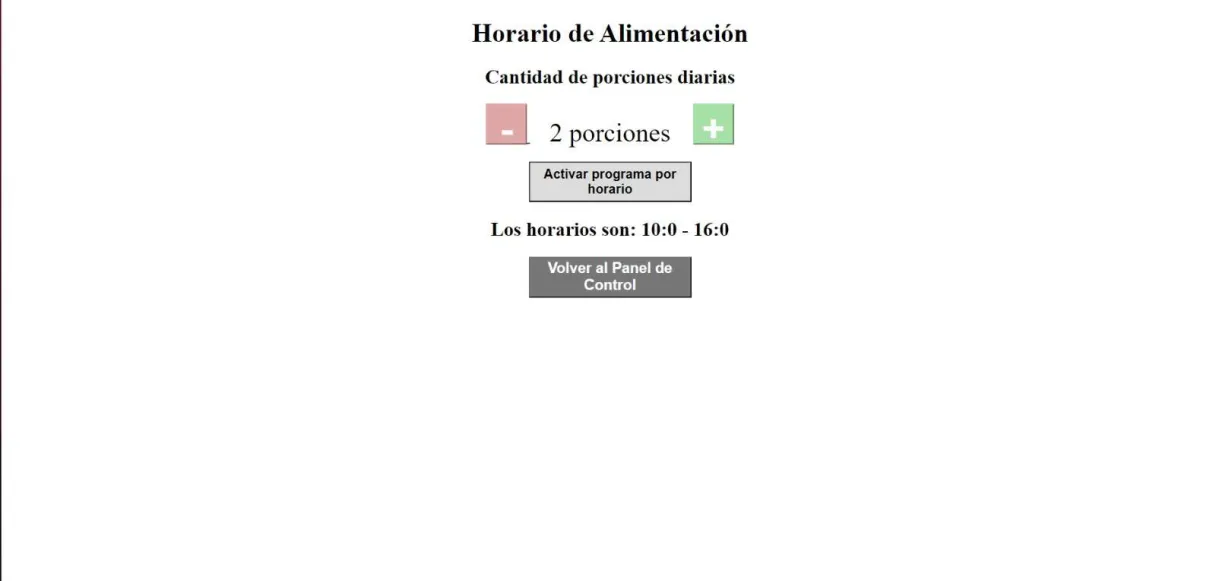 Horario de Alimentación
Cantidad de porciones diarias
- 2 porciones +
Activar programa por
horario
Los horarios son: 10:0 - 16:0
Volver al Panel de
Control